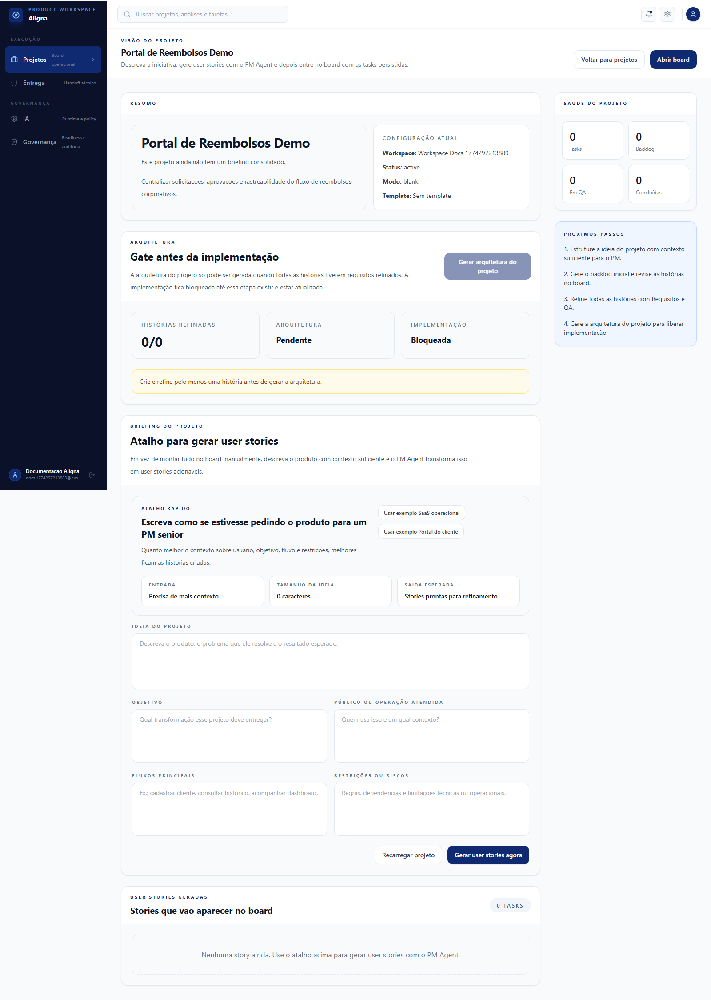 PRODUCT WORKSPACE
Aligna
EXECUÇÃO
Projetos
Board
operacional
Entrega
Handoff técnico
GOVERNANÇA
IA
Runtime e policy
Governança
Readiness e
auditoria
Documentacao Aligna
docs.1774297213889@exa...
Buscar projetos, análises e tarefas...
VISÃO DO PROJETO
Portal de Reembolsos Demo
Descreva a iniciativa, gere user stories com o PM Agent e depois entre no board com as tasks persistidas.
Voltar para projetos
Abrir board
RESUMO
Portal de Reembolsos Demo
Este projeto ainda não tem um briefing consolidado.
Centralizar solicitacoes, aprovacoes e rastreabilidade do fluxo de reembolsos
corporativos.
CONFIGURAÇÃO ATUAL
Workspace: Workspace Docs 1774297213889
Status: active
Modo: blank
Template: Sem template
ARQUITETURA
Gate antes da implementação
A arquitetura do projeto só pode ser gerada quando todas as histórias tiverem requisitos refinados. A
implementação fica bloqueada até essa etapa existir e estar atualizada.
Gerar arquitetura do
projeto
HISTÓRIAS REFINADAS
0/0
ARQUITETURA
Pendente
IMPLEMENTAÇÃO
Bloqueada
Crie e refine pelo menos uma história antes de gerar a arquitetura.
BRIEFING DO PROJETO
Atalho para gerar user stories
Em vez de montar tudo no board manualmente, descreva o produto com contexto suficiente e o PM Agent transforma isso
em user stories acionaveis.
ATALHO RAPIDO
Escreva como se estivesse pedindo o produto para um
PM senior
Quanto melhor o contexto sobre usuario, objetivo, fluxo e restricoes, melhores
ficam as historias criadas.
Usar exemplo SaaS operacional
Usar exemplo Portal do cliente
ENTRADA
Precisa de mais contexto
TAMANHO DA IDEIA
0 caracteres
SAIDA ESPERADA
Stories prontas para refinamento
IDEIA DO PROJETO
Descreva o produto, o problema que ele resolve e o resultado esperado.
OBJETIVO
Qual transformação esse projeto deve entregar?
PÚBLICO OU OPERAÇÃO ATENDIDA
Quem usa isso e em qual contexto?
FLUXOS PRINCIPAIS
Ex.: cadastrar cliente, consultar histórico, acompanhar dashboard.
RESTRIÇÕES OU RISCOS
Regras, dependências e limitações técnicas ou operacionais.
Recarregar projeto
Gerar user stories agora
USER STORIES GERADAS
Stories que vao aparecer no board
0 TASKS
Nenhuma story ainda. Use o atalho acima para gerar user stories com o PM Agent.
SAUDE DO PROJETO
0
Tasks
0
Backlog
0
Em QA
0
Concluídas
PROXIMOS PASSOS
1. Estruture a ideia do projeto com contexto
suficiente para o PM.
2. Gere o backlog inicial e revise as histórias
no board.
3. Refine todas as histórias com Requisitos e
QA.
4. Gere a arquitetura do projeto para liberar
implementação.